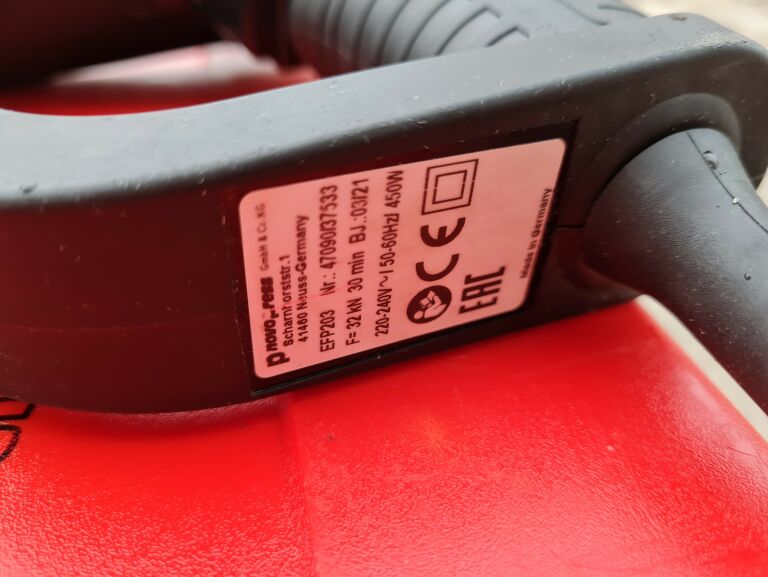 novopress GmbH & Co. KG
Scharnhorststr. 1
41460 Neuss-Germany
EFP203 Nr.: 47090/37533
F= 32 kN 30 min BJ.:03/21
220-240V~/ 50-60Hz/ 450W
CE
EAC
Made in Germany